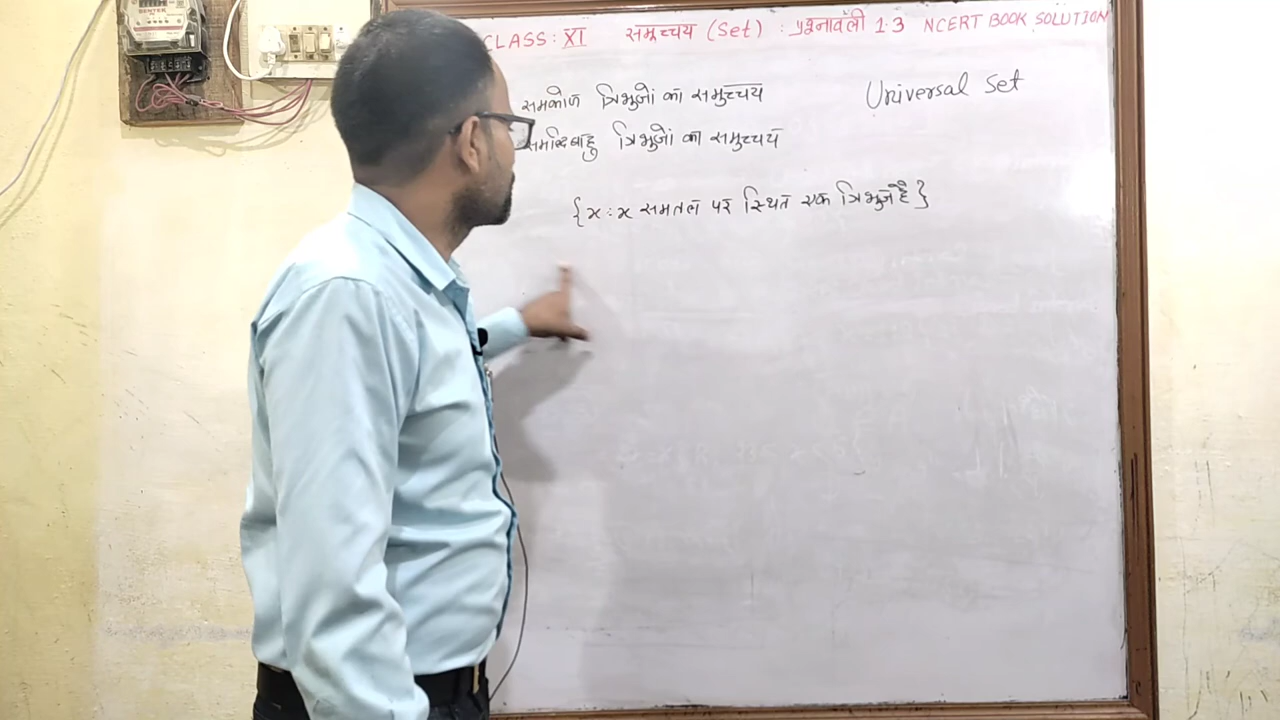 CLASS: XI समुच्चय (Set) : प्रश्नावली 1.3 NCERT BOOK SOLUTION
समकोण त्रिभुजों का समुच्चय
Universal Set
समद्विबाहु त्रिभुजों का समुच्चय
{x : x समतल पर स्थित एक त्रिभुज है}